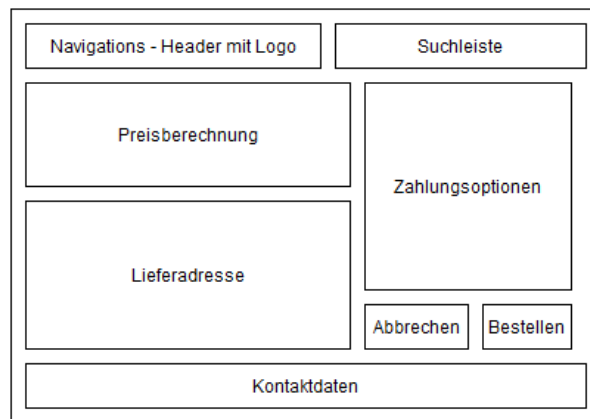 Navigations - Header mit Logo
Suchleiste
Preisberechnung
Zahlungsoptionen
Lieferadresse
Abbrechen
Bestellen
Kontaktdaten